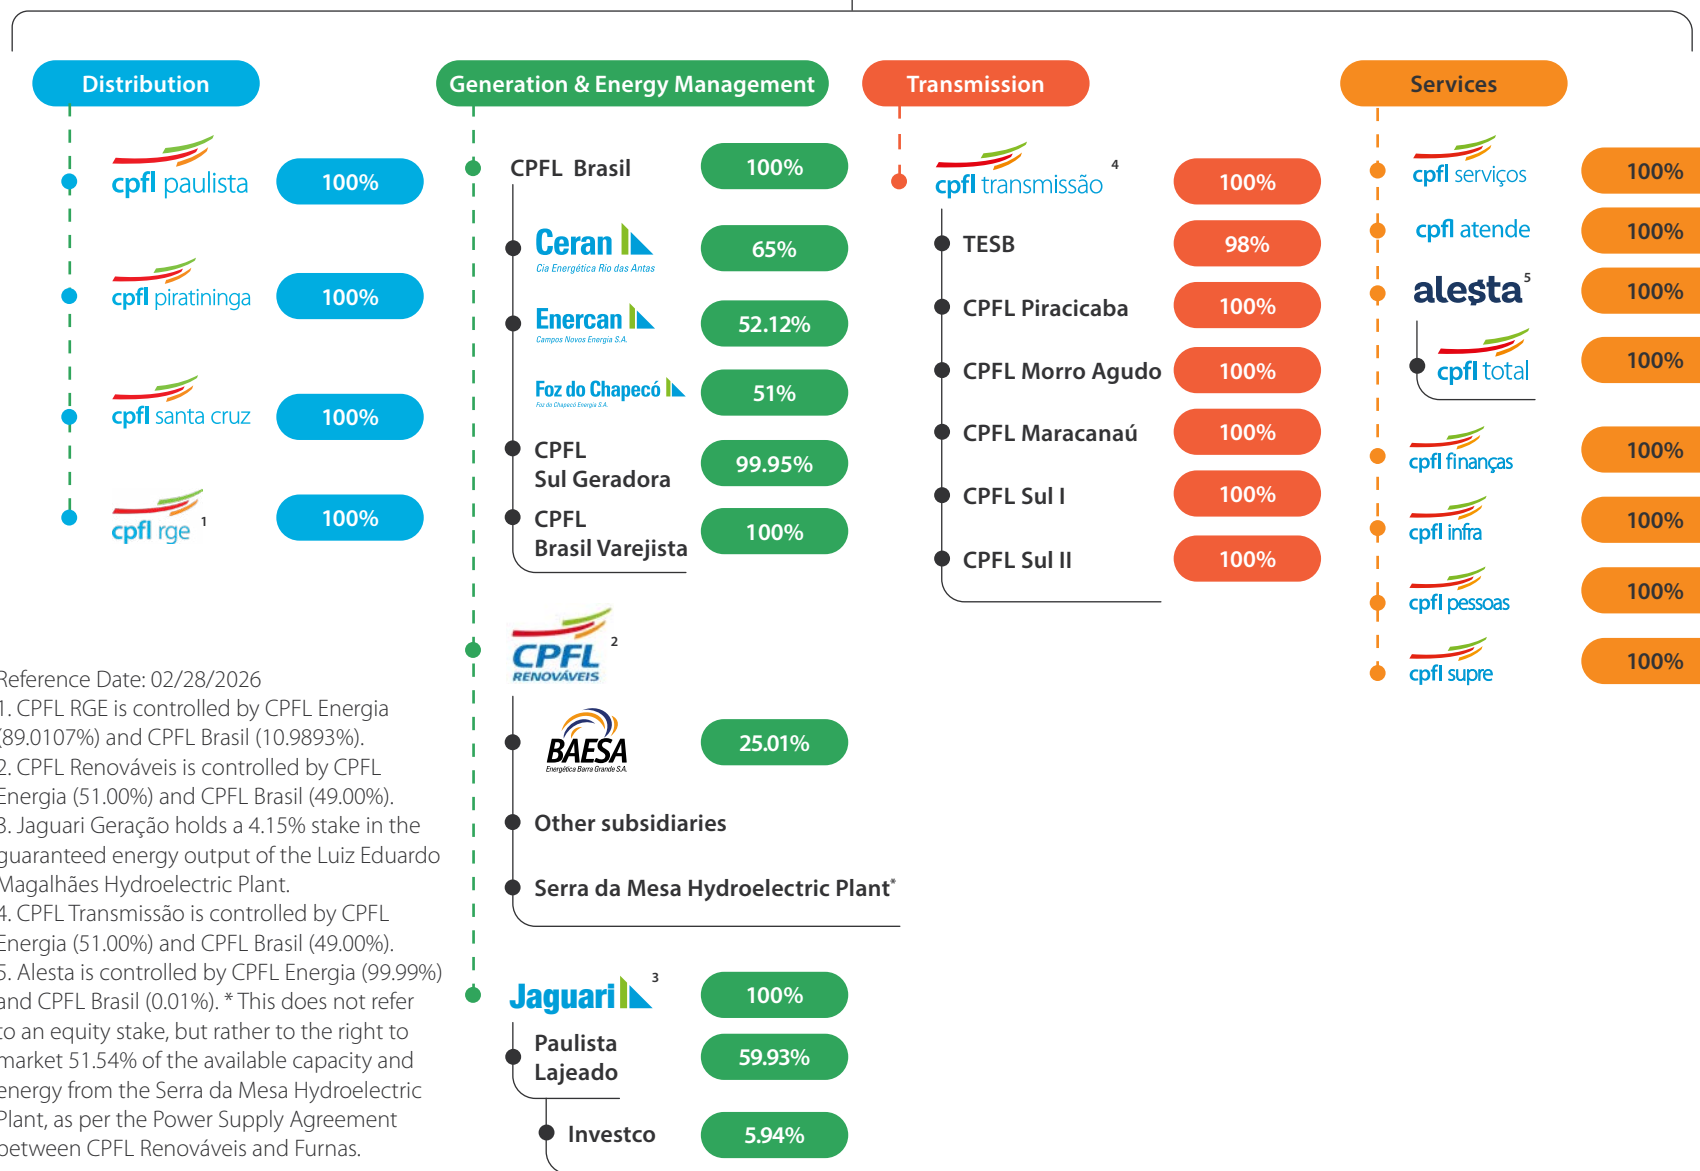 Distribution
cpfl paulista
100%
cpfl piratininga
100%
cpfl santa cruz
100%
cpfl rge 1
100%
Generation & Energy Management
CPFL Brasil
100%
Ceran
Cia Energética Rio das Antas
65%
Enercan
Campos Novos Energia S.A.
52.12%
Foz do Chapecó
Foz do Chapecó Energia S.A.
51%
CPFL
Sul Geradora
99.95%
CPFL
Brasil Varejista
100%
CPFL 2
RENOVÁVEIS
BAESA
Energética Barra Grande S.A.
25.01%
Other subsidiaries
Serra da Mesa Hydroelectric Plant*
Jaguari 3
100%
Paulista
Lajeado
59.93%
Investco
5.94%
Transmission
cpfl transmissão 4
100%
TESB
98%
CPFL Piracicaba
100%
CPFL Morro Agudo
100%
CPFL Maracanaú
100%
CPFL Sul I
100%
CPFL Sul II
100%
Services
cpfl serviços
100%
cpfl atende
100%
alesta 5
100%
cpfl total
100%
cpfl finanças
100%
cpfl infra
100%
cpfl pessoas
100%
cpfl supre
100%
Reference Date: 02/28/2026
1. CPFL RGE is controlled by CPFL Energia
(89.0107%) and CPFL Brasil (10.9893%).
2. CPFL Renováveis is controlled by CPFL
Energia (51.00%) and CPFL Brasil (49.00%).
3. Jaguari Geração holds a 4.15% stake in the
guaranteed energy output of the Luiz Eduardo
Magalhães Hydroelectric Plant.
4. CPFL Transmissão is controlled by CPFL
Energia (51.00%) and CPFL Brasil (49.00%).
5. Alesta is controlled by CPFL Energia (99.99%)
and CPFL Brasil (0.01%). * This does not refer
to an equity stake, but rather to the right to
market 51.54% of the available capacity and
energy from the Serra da Mesa Hydroelectric
Plant, as per the Power Supply Agreement
between CPFL Renováveis and Furnas.